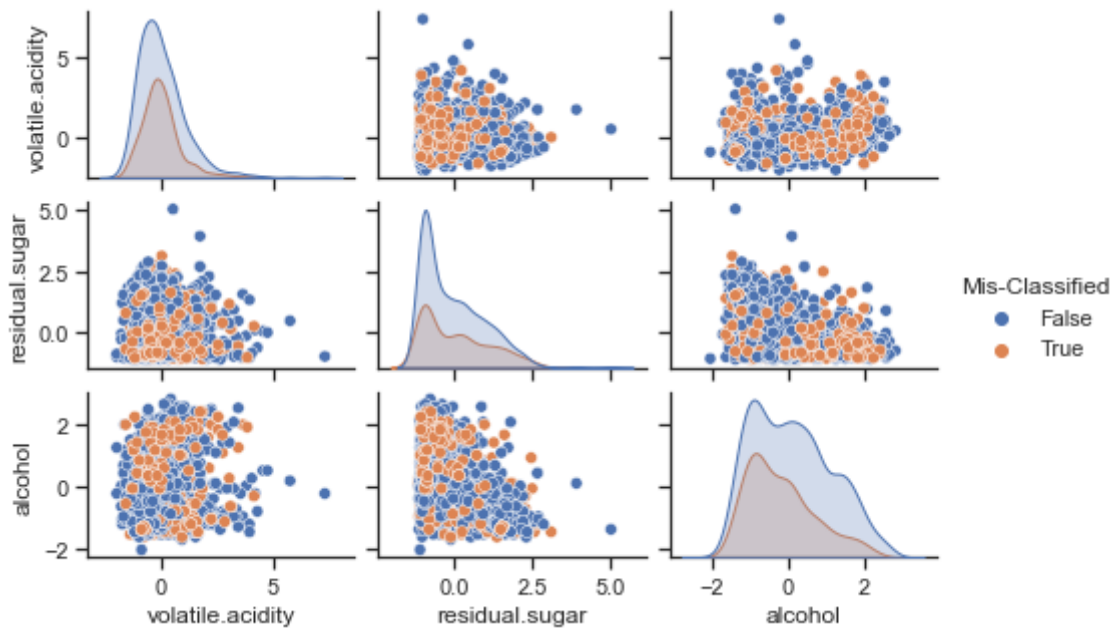 volatile.acidity
5
0
residual.sugar
5.0
2.5
0.0
alcohol
2
0
−2
0
5
volatile.acidity
0.0
2.5
5.0
residual.sugar
−2
0
2
alcohol
Mis-Classified
False
True